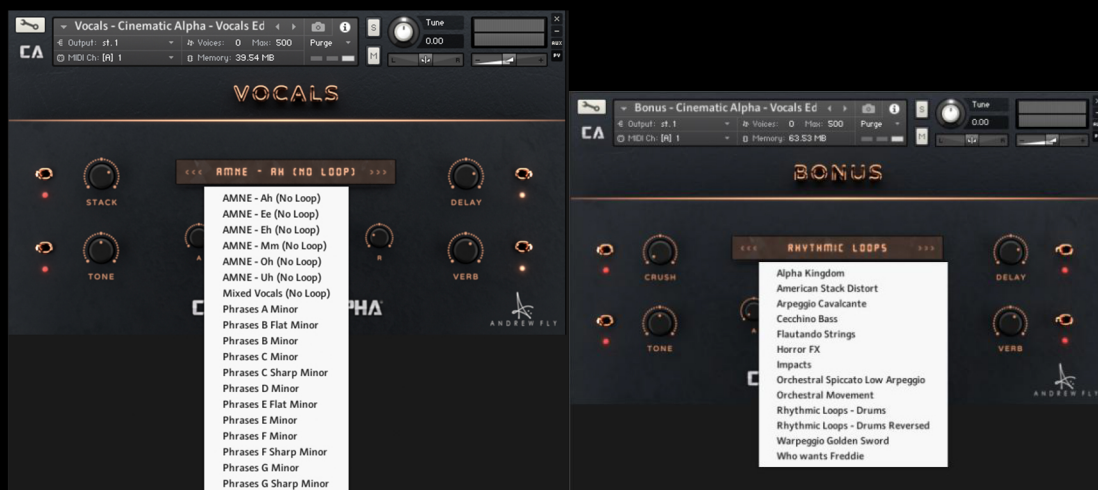 Vocals - Cinematic Alpha - Vocals Ed
Output: st.1
Voices: 0 Max: 500
Purge
MIDI Ch: [A] 1
Memory: 39.54 MB
S
M
Tune
0.00
L R
AUX
PV
CA
VOCALS
<<< AMNE - AH (NO LOOP) >>>
STACK
DELAY
TONE
A
R
VERB
AMNE - Ah (No Loop)
AMNE - Ee (No Loop)
AMNE - Eh (No Loop)
AMNE - Mm (No Loop)
AMNE - Oh (No Loop)
AMNE - Uh (No Loop)
Mixed Vocals (No Loop)
Phrases A Minor
Phrases B Flat Minor
Phrases B Minor
Phrases C Minor
Phrases C Sharp Minor
Phrases D Minor
Phrases E Flat Minor
Phrases E Minor
Phrases F Minor
Phrases F Sharp Minor
Phrases G Minor
Phrases G Sharp Minor
C PHA
ANDREW FLY
Bonus - Cinematic Alpha - Vocals Ed
Output: st.1
Voices: 0 Max: 500
Purge
MIDI Ch: [A] 1
Memory: 63.53 MB
S
M
Tune
0.00
CA
BONUS
<<< RHYTHMIC LOOPS >>>
CRUSH
DELAY
TONE
A
VERB
Alpha Kingdom
American Stack Distort
Arpeggio Cavalcante
Cecchino Bass
Flautando Strings
Horror FX
Impacts
Orchestral Spiccato Low Arpeggio
Orchestral Movement
Rhythmic Loops - Drums
Rhythmic Loops - Drums Reversed
Warpeggio Golden Sword
Who wants Freddie
C
ANDREW FLY